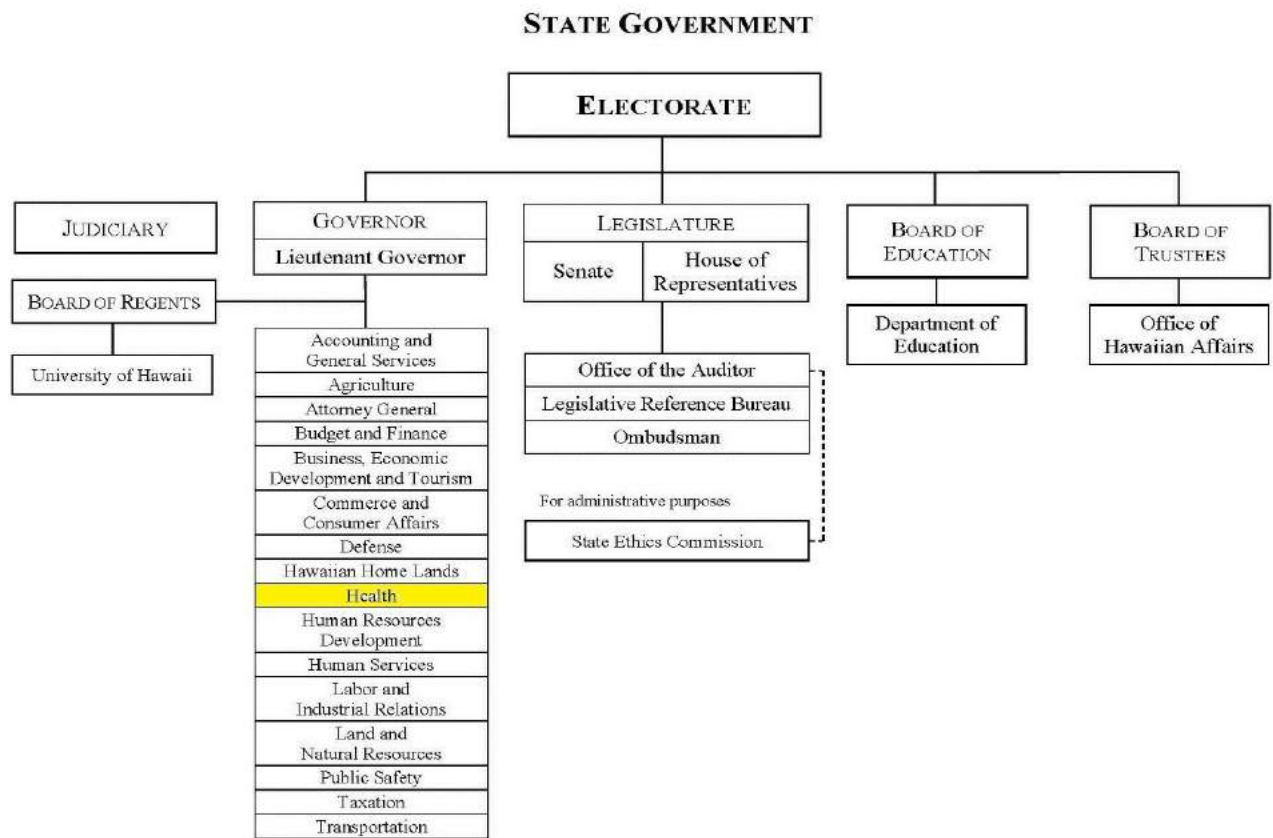 STATE GOVERNMENT
ELECTORATE
JUDICIARY
BOARD OF REGENTS
University of Hawaii
GOVERNOR
Lieutenant Governor
Accounting and
General Services
Agriculture
Attorney General
Budget and Finance
Business, Economic
Development and Tourism
Commerce and
Consumer Affairs
Defense
Hawaiian Home Lands
Health
Human Resources
Development
Human Services
Labor and
Industrial Relations
Land and
Natural Resources
Public Safety
Taxation
Transportation
LEGISLATURE
Senate
House of
Representatives
Office of the Auditor
Legislative Reference Bureau
Ombudsman
For administrative purposes
State Ethics Commission
BOARD OF
EDUCATION
Department of
Education
BOARD OF
TRUSTEES
Office of
Hawaiian Affairs